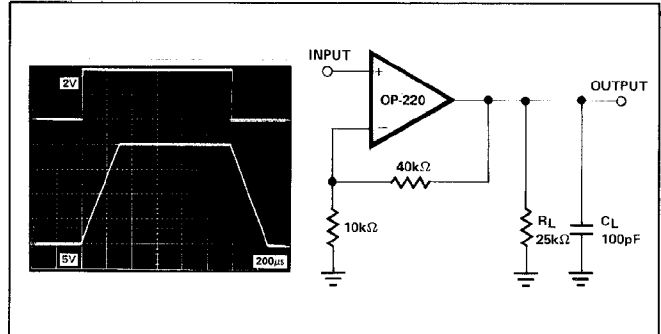 2V
5V
200µs
INPUT
+
OP-220
−
OUTPUT
40kΩ
10kΩ
RL
25kΩ
CL
100pF